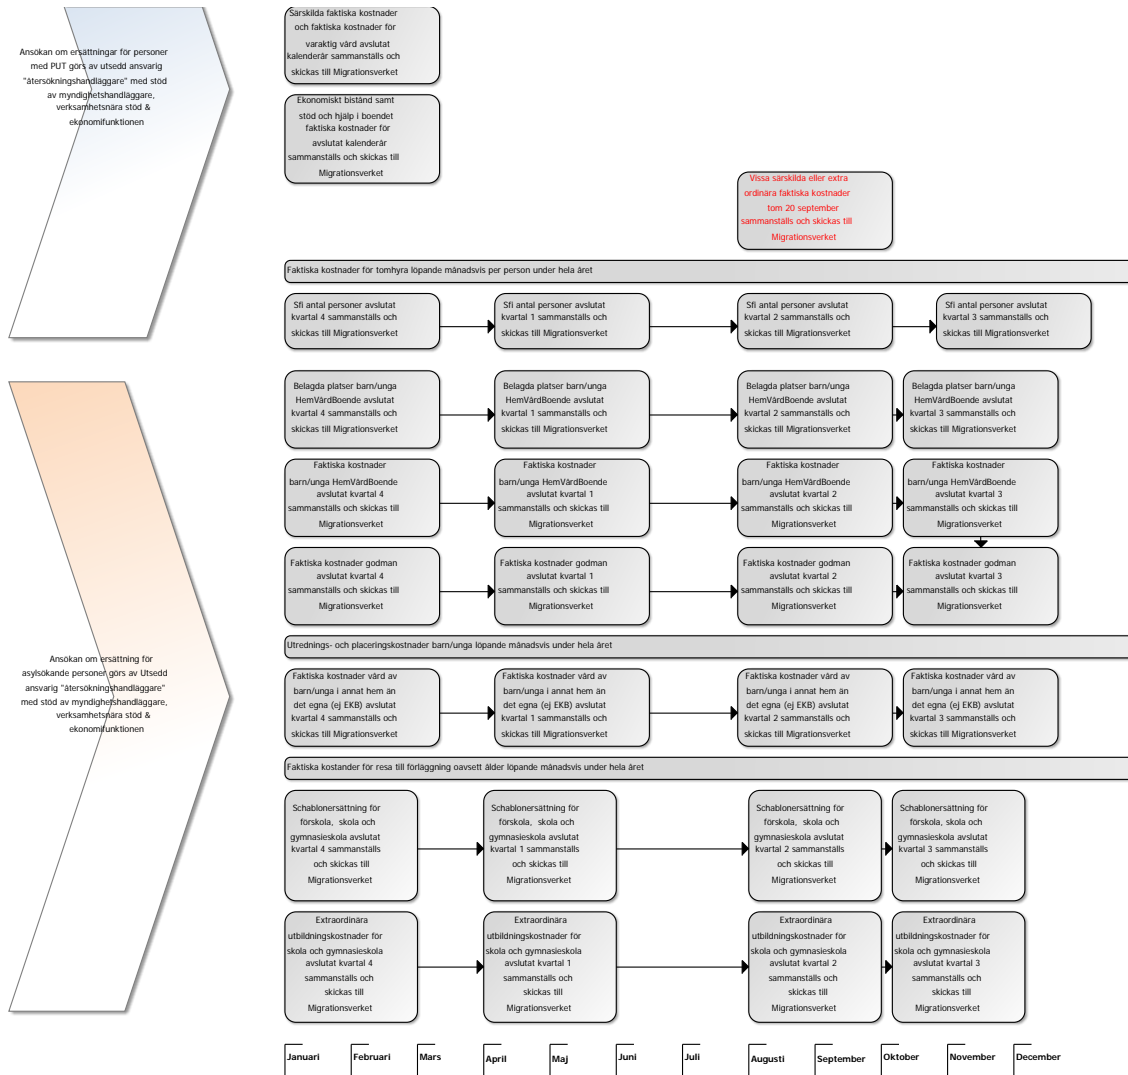 Ansökan om ersättningar för personer
med PUT görs av utsedd ansvarig
"återsökningshandläggare" med stöd
av myndighetshandläggare,
verksamhetsnära stöd &
ekonomifunktionen
Särskilda faktiska kostnader
och faktiska kostnader för
varaktig vård avslutat
kalenderår sammanställs och
skickas till Migrationsverket
Ekonomiskt bistånd samt
stöd och hjälp i boendet
faktiska kostnader för
avslutat kalenderår
sammanställs och skickas till
Migrationsverket
Vissa särskilda eller extra
ordinära faktiska kostnader
tom 20 september
sammanställs och skickas till
Migrationsverket
Faktiska kostnader för tomhyra löpande månadsvis per person under hela året
Sfi antal personer avslutat
kvartal 4 sammanställs och
skickas till Migrationsverket
Sfi antal personer avslutat
kvartal 1 sammanställs och
skickas till Migrationsverket
Sfi antal personer avslutat
kvartal 2 sammanställs och
skickas till Migrationsverket
Sfi antal personer avslutat
kvartal 3 sammanställs och
skickas till Migrationsverket
Ansökan om ersättning för
asylsökande personer görs av Utsedd
ansvarig "återsökningshandläggare"
med stöd av myndighetshandläggare,
verksamhetsnära stöd &
ekonomifunktionen
Belagda platser barn/unga
HemVårdBoende avslutat
kvartal 4 sammanställs och
skickas till Migrationsverket
Belagda platser barn/unga
HemVårdBoende avslutat
kvartal 1 sammanställs och
skickas till Migrationsverket
Belagda platser barn/unga
HemVårdBoende avslutat
kvartal 2 sammanställs och
skickas till Migrationsverket
Belagda platser barn/unga
HemVårdBoende avslutat
kvartal 3 sammanställs och
skickas till Migrationsverket
Faktiska kostnader
barn/unga HemVårdBoende
avslutat kvartal 4
sammanställs och skickas till
Migrationsverket
Faktiska kostnader
barn/unga HemVårdBoende
avslutat kvartal 1
sammanställs och skickas till
Migrationsverket
Faktiska kostnader
barn/unga HemVårdBoende
avslutat kvartal 2
sammanställs och skickas till
Migrationsverket
Faktiska kostnader
barn/unga HemVårdBoende
avslutat kvartal 3
sammanställs och skickas till
Migrationsverket
Faktiska kostnader godman
avslutat kvartal 4
sammanställs och skickas till
Migrationsverket
Faktiska kostnader godman
avslutat kvartal 1
sammanställs och skickas till
Migrationsverket
Faktiska kostnader godman
avslutat kvartal 2
sammanställs och skickas till
Migrationsverket
Faktiska kostnader godman
avslutat kvartal 3
sammanställs och skickas till
Migrationsverket
Utrednings- och placeringskostnader barn/unga löpande månadsvis under hela året
Faktiska kostnader vård av
barn/unga i annat hem än
det egna (ej EKB) avslutat
kvartal 4 sammanställs och
skickas till Migrationsverket
Faktiska kostnader vård av
barn/unga i annat hem än
det egna (ej EKB) avslutat
kvartal 1 sammanställs och
skickas till Migrationsverket
Faktiska kostnader vård av
barn/unga i annat hem än
det egna (ej EKB) avslutat
kvartal 2 sammanställs och
skickas till Migrationsverket
Faktiska kostnader vård av
barn/unga i annat hem än
det egna (ej EKB) avslutat
kvartal 3 sammanställs och
skickas till Migrationsverket
Faktiska kostander för resa till förläggning oavsett ålder löpande månadsvis under hela året
Schablonersättning för
förskola, skola och
gymnasieskola avslutat
kvartal 4 sammanställs
och skickas till
Migrationsverket
Schablonersättning för
förskola, skola och
gymnasieskola avslutat
kvartal 1 sammanställs
och skickas till
Migrationsverket
Schablonersättning för
förskola, skola och
gymnasieskola avslutat
kvartal 2 sammanställs
och skickas till
Migrationsverket
Schablonersättning för
förskola, skola och
gymnasieskola avslutat
kvartal 3 sammanställs
och skickas till
Migrationsverket
Extraordinära
utbildningskostnader för
skola och gymnasieskola
avslutat kvartal 4
sammanställs och
skickas till
Migrationsverket
Extraordinära
utbildningskostnader för
skola och gymnasieskola
avslutat kvartal 1
sammanställs och
skickas till
Migrationsverket
Extraordinära
utbildningskostnader för
skola och gymnasieskola
avslutat kvartal 2
sammanställs och
skickas till
Migrationsverket
Extraordinära
utbildningskostnader för
skola och gymnasieskola
avslutat kvartal 3
sammanställs och
skickas till
Migrationsverket
Januari Februari Mars April Maj Juni Juli Augusti September Oktober November December